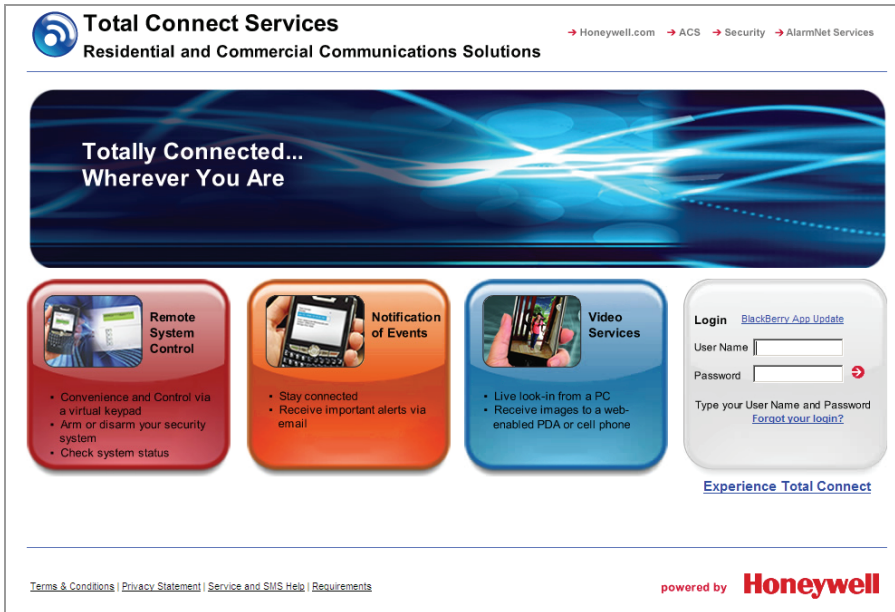 Total Connect Services
Residential and Commercial Communications Solutions
Honeywell.com ACS Security AlarmNet Services
Totally Connected...
Wherever You Are
Remote
System
Control
• Convenience and Control via
a virtual keypad
• Arm or disarm your security
system
• Check system status
Notification
of Events
• Stay connected
• Receive important alerts via
email
Video
Services
• Live look-in from a PC
• Receive images to a web-
enabled PDA or cell phone
Login BlackBerry App Update
User Name
Password
Type your User Name and Password
Forgot your login?
Experience Total Connect
Terms & Conditions | Privacy Statement | Service and SMS Help | Requirements
powered by Honeywell